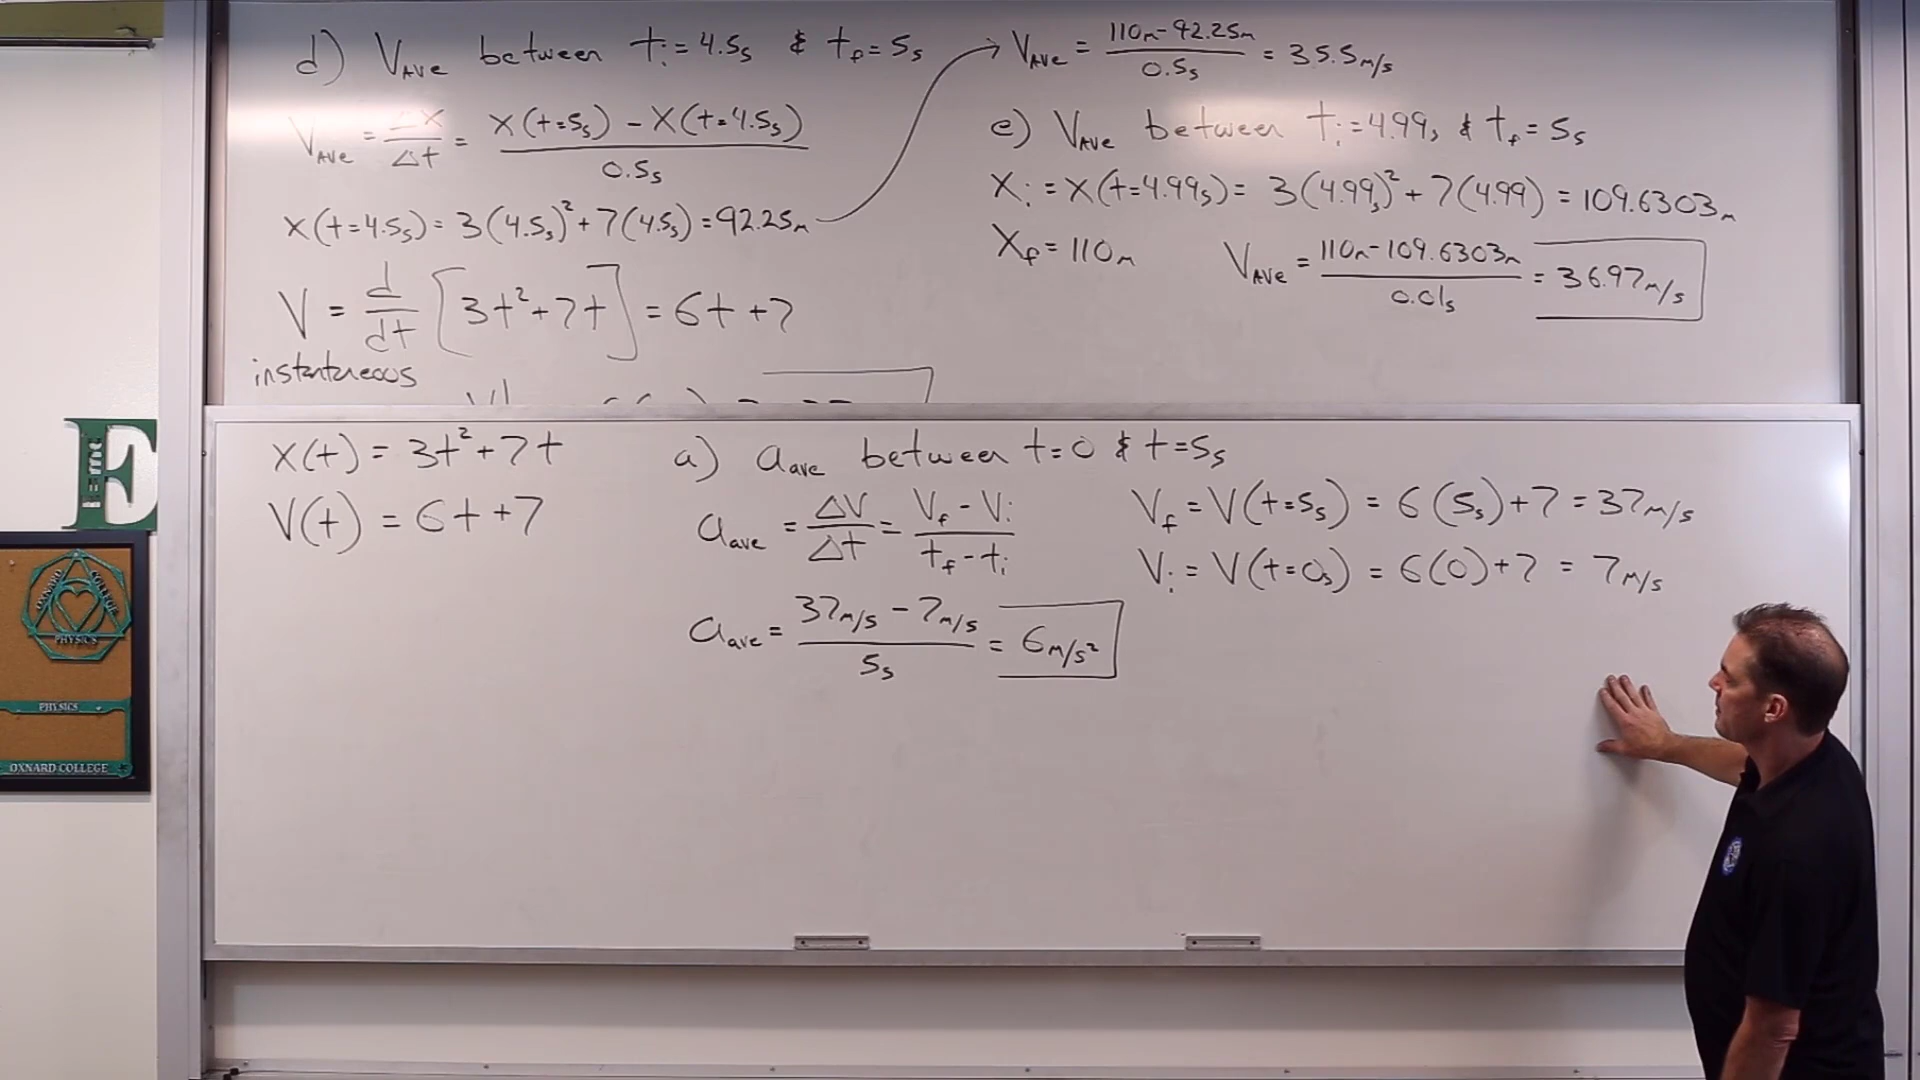 d) VAve between ti = 4.5s & tf = 5s
VAve = Δx/Δt = (x(t=5s) - x(t=4.5s))/0.5s
x(t=4.5s) = 3(4.5s)² + 7(4.5s) = 92.25m
V = d/dt [3t² + 7t] = 6t + 7
instantaneous
VAve = (110m - 92.25m)/0.5s = 35.5m/s
e) VAve between ti = 4.99s & tf = 5s
xi = x(t=4.99s) = 3(4.99s)² + 7(4.99) = 109.6303m
xf = 110m
VAve = (110m - 109.6303m)/0.01s = 36.97m/s
x(t) = 3t² + 7t
V(t) = 6t + 7
a) aave between t=0 & t=5s
aave = ΔV/Δt = (Vf - Vi)/(tf - ti)
aave = (37m/s - 7m/s)/5s = 6m/s²
Vf = V(t=5s) = 6(5s) + 7 = 37m/s
Vi = V(t=0s) = 6(0) + 7 = 7m/s
OXNARD COLLEGE
PHYSICS
PHYSICS
OXNARD COLLEGE